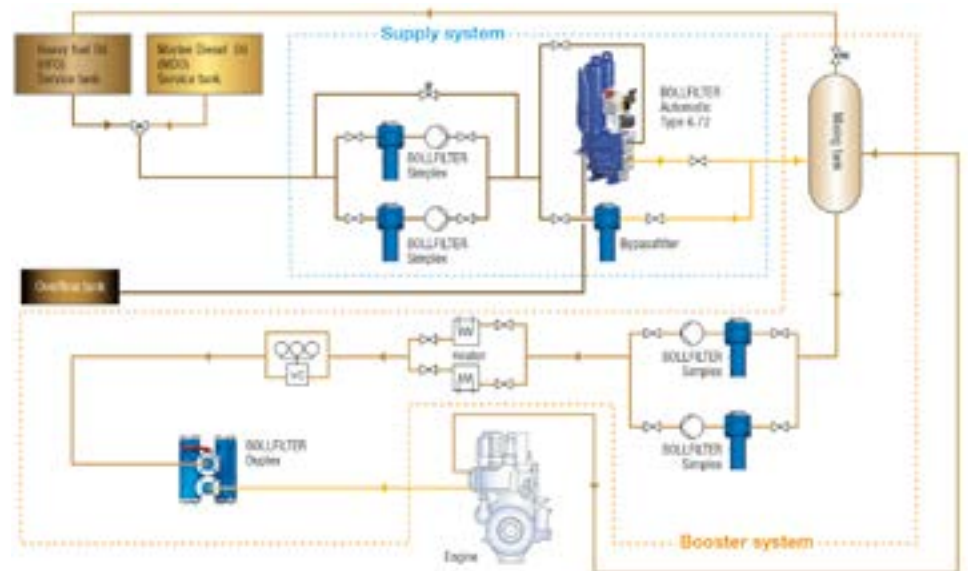 Supply system
Heavy Fuel Oil
(HFO)
Service tank
Marine Diesel Oil
(MDO)
Service tank
BOLLFILTER
Automatic
Type 6.72
Mixing tank
BOLLFILTER
Simplex
BOLLFILTER
Simplex
Bypassfilter
Overflow tank
Heater
VC
BOLLFILTER
Simplex
BOLLFILTER
Duplex
BOLLFILTER
Simplex
Engine
Booster system